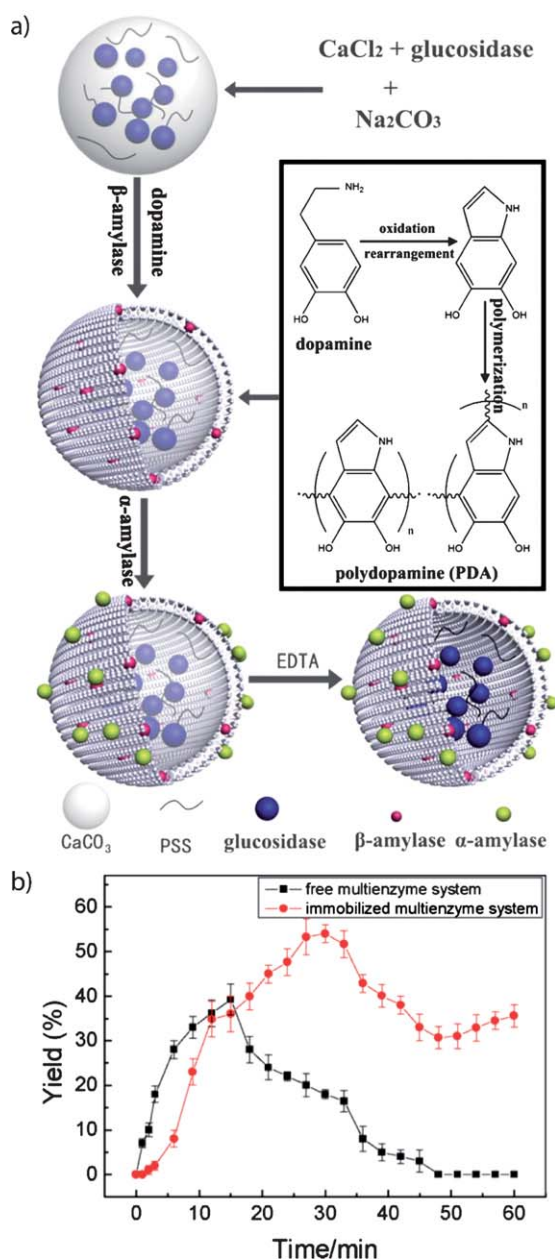 a)
CaCl2 + glucosidase
+
Na2CO3
dopamine
β-amylase
NH2
oxidation
rearrangement
NH
HO
OH
HO
OH
dopamine
polymerization
n
NH
NH
n
HO
OH
HO
OH
polydopamine (PDA)
α-amylase
EDTA
CaCO3
PSS
glucosidase
β-amylase
α-amylase
b)
free multienzyme system
immobilized multienzyme system
60
50
40
30
20
10
0
Yield (%)
0
10
20
30
40
50
60
Time/min